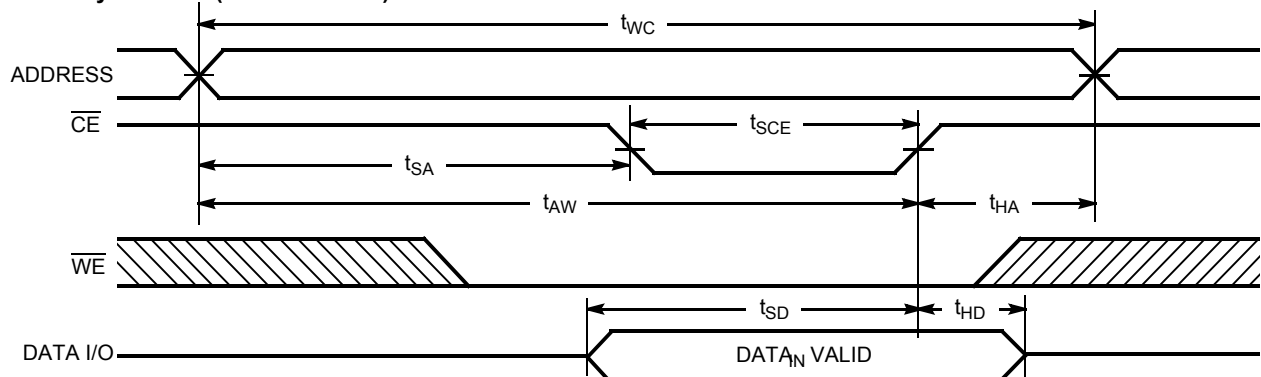 tWC
ADDRESS
CE
tSCE
tSA
tAW
tHA
WE
tSD
tHD
DATA I/O
DATAIN VALID